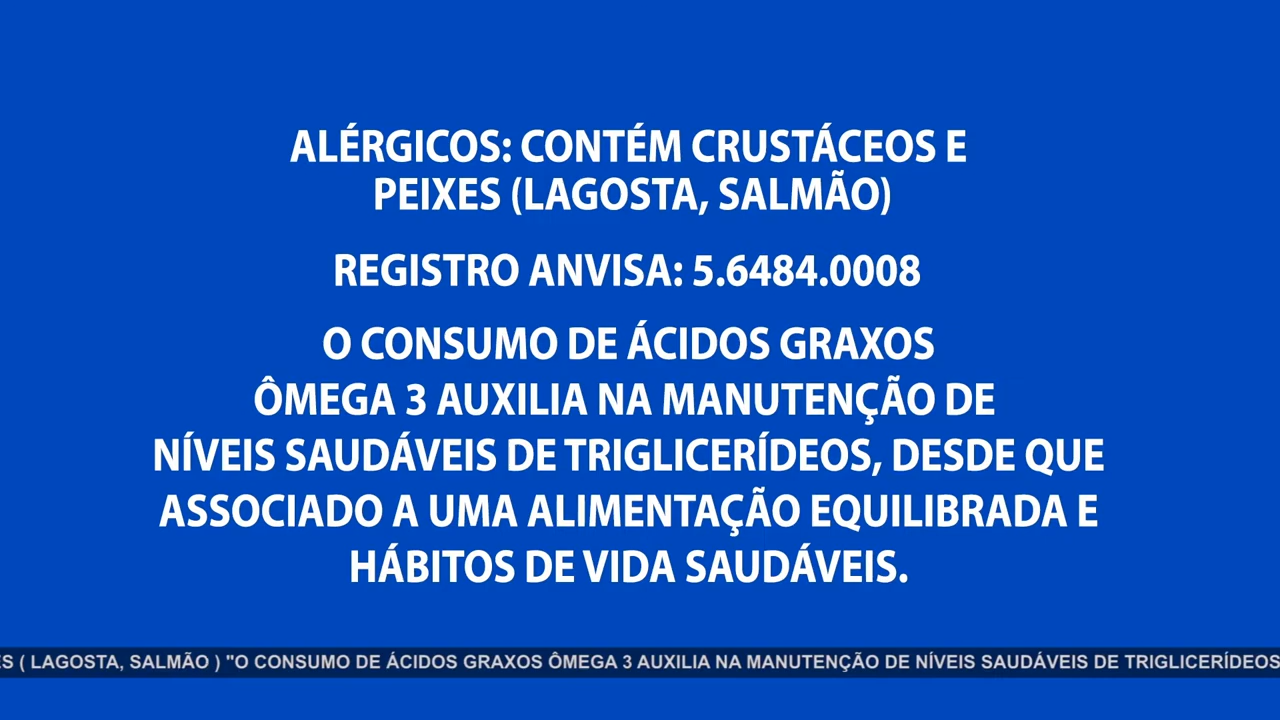 ALÉRGICOS: CONTÉM CRUSTÁCEOS E
PEIXES (LAGOSTA, SALMÃO)
REGISTRO ANVISA: 5.6484.0008
O CONSUMO DE ÁCIDOS GRAXOS
ÔMEGA 3 AUXILIA NA MANUTENÇÃO DE
NÍVEIS SAUDÁVEIS DE TRIGLICERÍDEOS, DESDE QUE
ASSOCIADO A UMA ALIMENTAÇÃO EQUILIBRADA E
HÁBITOS DE VIDA SAUDÁVEIS.
ES ( LAGOSTA, SALMÃO ) "O CONSUMO DE ÁCIDOS GRAXOS ÔMEGA 3 AUXILIA NA MANUTENÇÃO DE NÍVEIS SAUDÁVEIS DE TRIGLICERÍDEOS